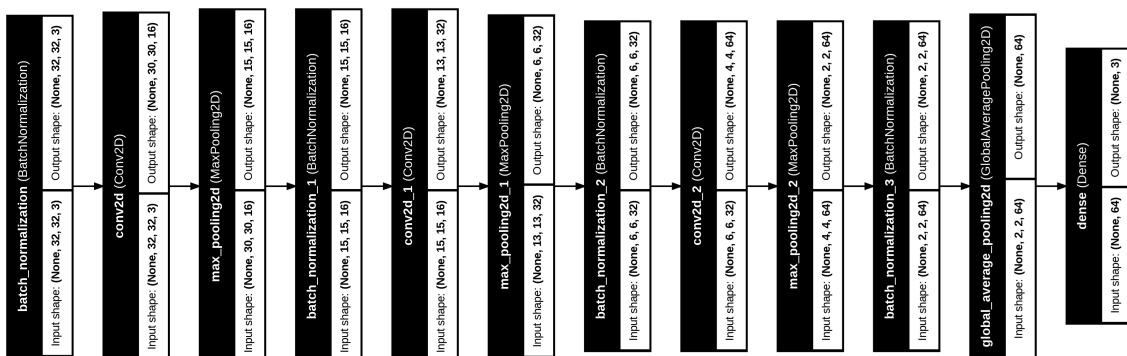 batch_normalization (BatchNormalization)
Input shape: (None, 32, 32, 3)
Output shape: (None, 32, 32, 3)
conv2d (Conv2D)
Input shape: (None, 32, 32, 3)
Output shape: (None, 30, 30, 16)
max_pooling2d (MaxPooling2D)
Input shape: (None, 30, 30, 16)
Output shape: (None, 15, 15, 16)
batch_normalization_1 (BatchNormalization)
Input shape: (None, 15, 15, 16)
Output shape: (None, 15, 15, 16)
conv2d_1 (Conv2D)
Input shape: (None, 15, 15, 16)
Output shape: (None, 13, 13, 32)
max_pooling2d_1 (MaxPooling2D)
Input shape: (None, 13, 13, 32)
Output shape: (None, 6, 6, 32)
batch_normalization_2 (BatchNormalization)
Input shape: (None, 6, 6, 32)
Output shape: (None, 6, 6, 32)
conv2d_2 (Conv2D)
Input shape: (None, 6, 6, 32)
Output shape: (None, 4, 4, 64)
max_pooling2d_2 (MaxPooling2D)
Input shape: (None, 4, 4, 64)
Output shape: (None, 2, 2, 64)
batch_normalization_3 (BatchNormalization)
Input shape: (None, 2, 2, 64)
Output shape: (None, 2, 2, 64)
global_average_pooling2d (GlobalAveragePooling2D)
Input shape: (None, 2, 2, 64)
Output shape: (None, 64)
dense (Dense)
Input shape: (None, 64)
Output shape: (None, 3)